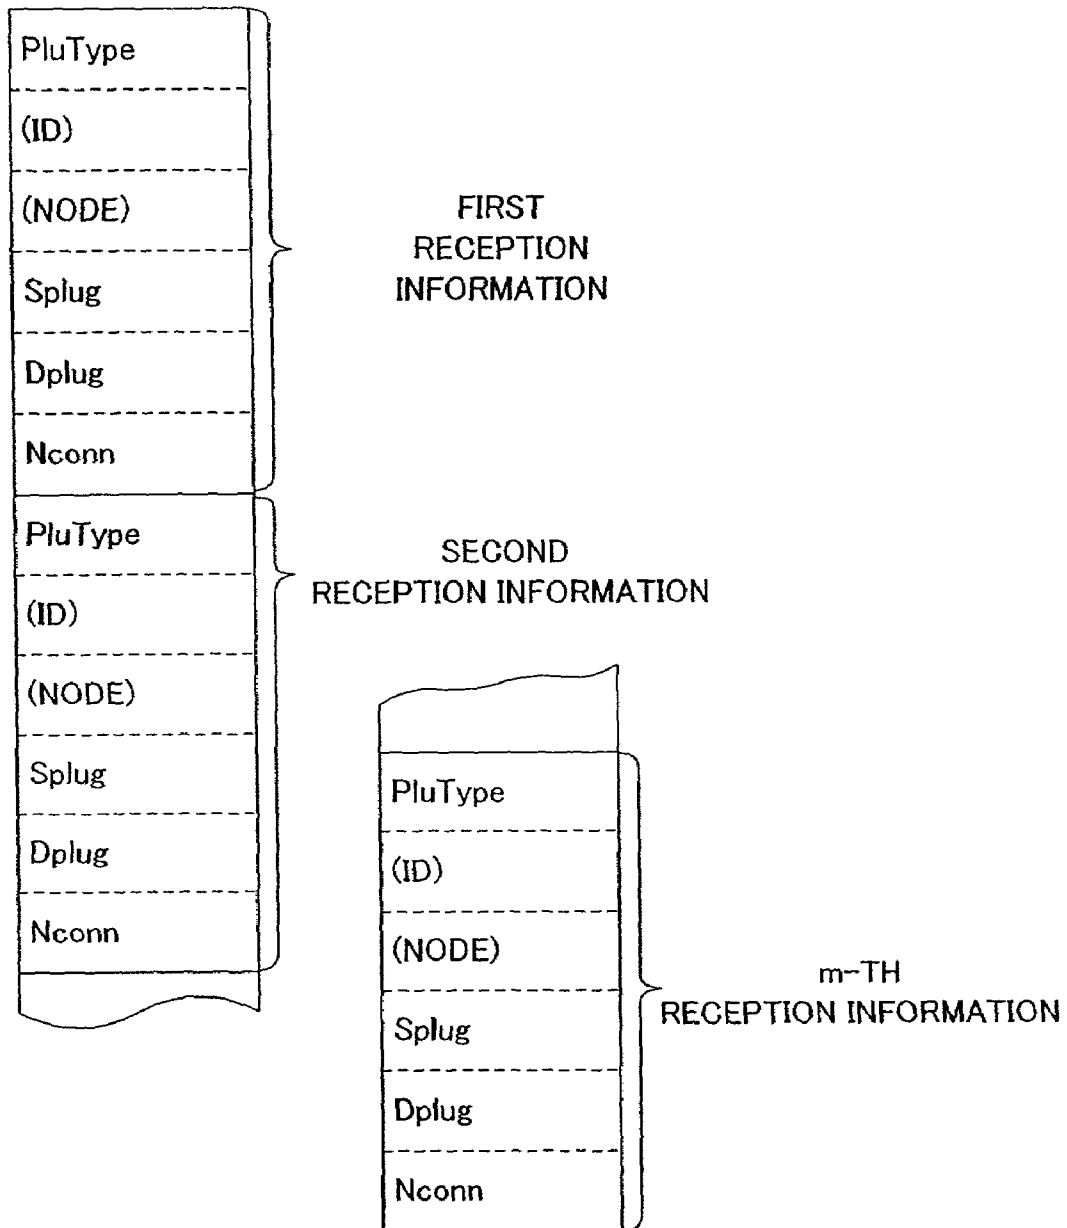 PluType
(ID)
(NODE)
Splug
Dplug
Nconn
FIRST
RECEPTION
INFORMATION
PluType
(ID)
(NODE)
Splug
Dplug
Nconn
SECOND
RECEPTION INFORMATION
PluType
(ID)
(NODE)
Splug
Dplug
Nconn
m-TH
RECEPTION INFORMATION